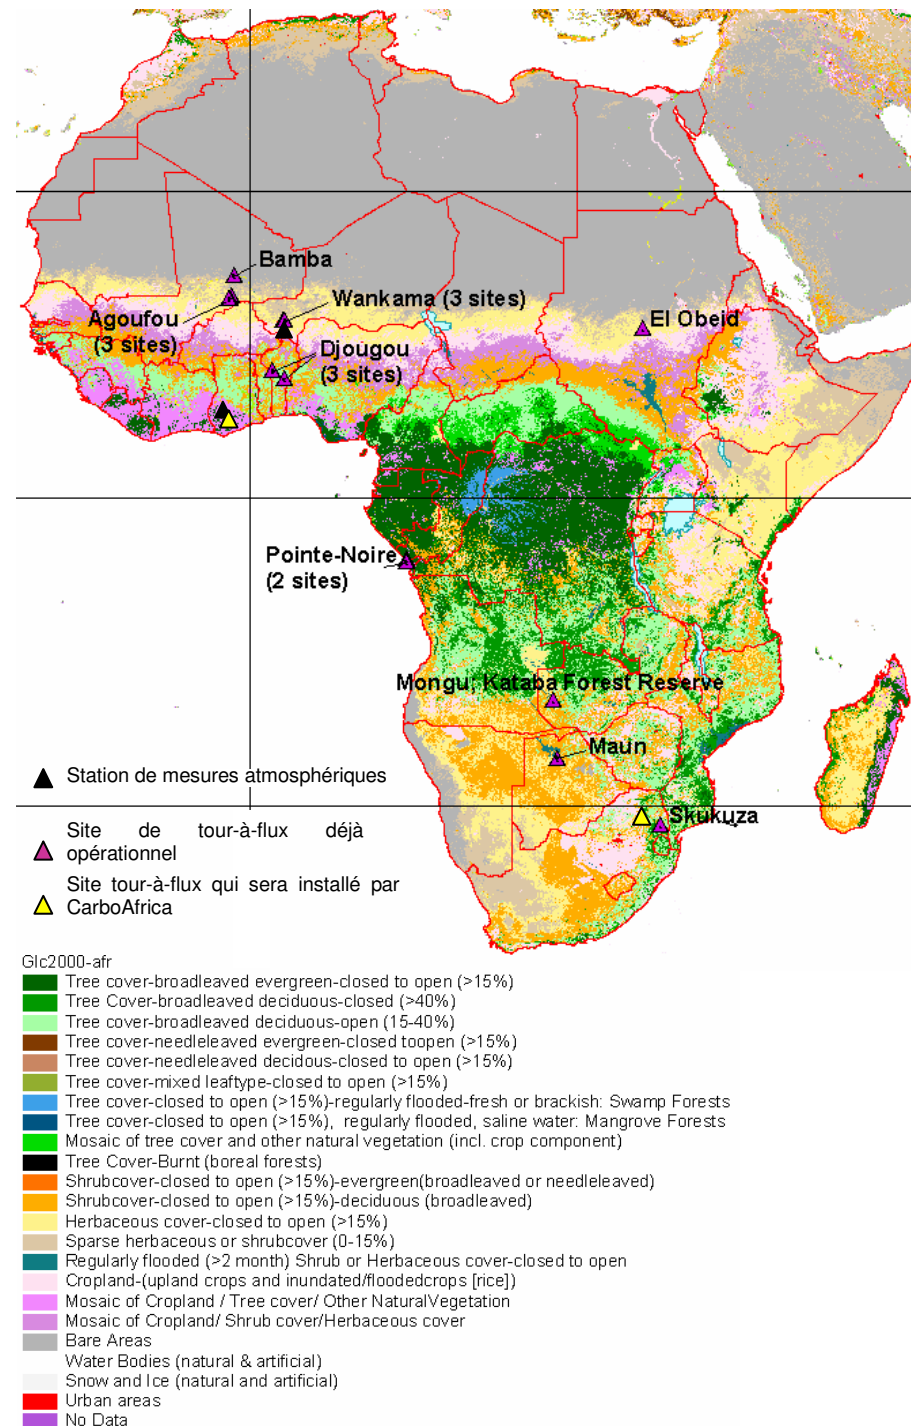 Bamba
Wankama (3 sites)
Agoufou
(3 sites)
El Obeid
Djougou
(3 sites)
Pointe-Noire
(2 sites)
Mongu; Kataba Forest Reserve
Maun
Skukuza
Station de mesures atmosphériques
Site de tour-à-flux déjà
opérationnel
Site tour-à-flux qui sera installé par
CarboAfrica
Glc2000-afr
Tree cover-broadleaved evergreen-closed to open (>15%)
Tree Cover-broadleaved deciduous-closed (>40%)
Tree cover-broadleaved deciduous-open (15-40%)
Tree cover-needleleaved evergreen-closed toopen (>15%)
Tree cover-needleleaved decidous-closed to open (>15%)
Tree cover-mixed leaftype-closed to open (>15%)
Tree cover-closed to open (>15%)-regularly flooded-fresh or brackish: Swamp Forests
Tree cover-closed to open (>15%), regularly flooded, saline water: Mangrove Forests
Mosaic of tree cover and other natural vegetation (incl. crop component)
Tree Cover-Burnt (boreal forests)
Shrubcover-closed to open (>15%)-evergreen(broadleaved or needleleaved)
Shrubcover-closed to open (>15%)-deciduous (broadleaved)
Herbaceous cover-closed to open (>15%)
Sparse herbaceous or shrubcover (0-15%)
Regularly flooded (>2 month) Shrub or Herbaceous cover-closed to open
Cropland-(upland crops and inundated/floodedcrops [rice])
Mosaic of Cropland / Tree cover/ Other NaturalVegetation
Mosaic of Cropland/ Shrub cover/Herbaceous cover
Bare Areas
Water Bodies (natural & artificial)
Snow and Ice (natural and artificial)
Urban areas
No Data